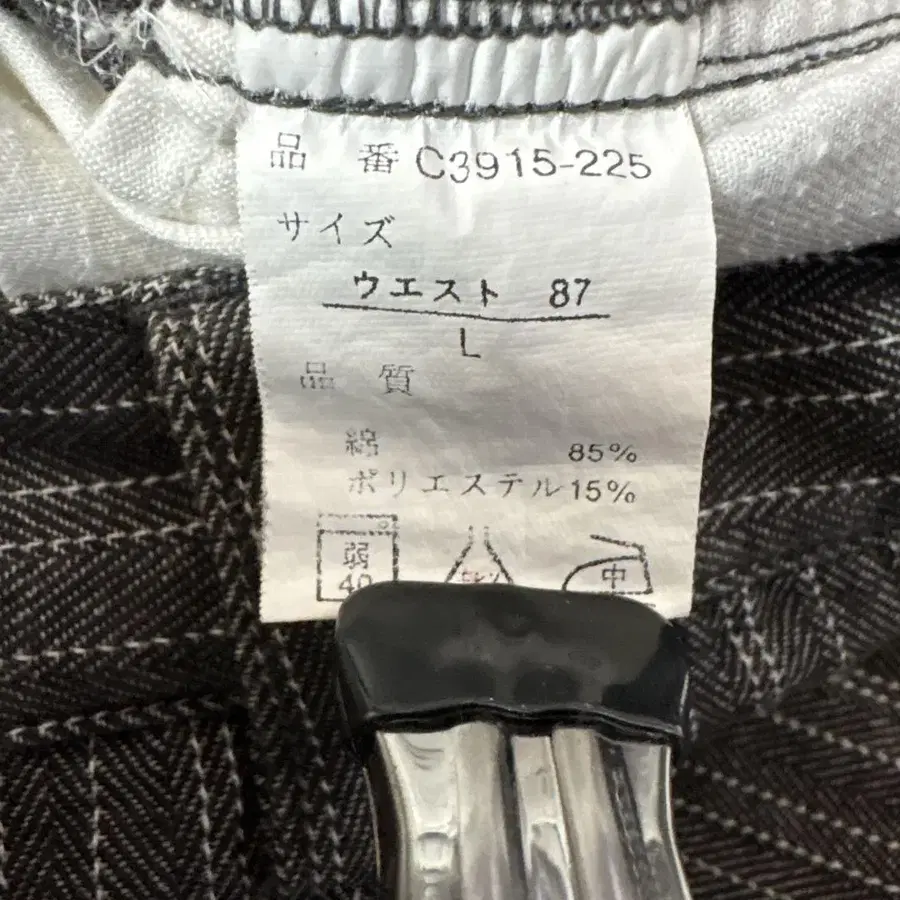 品 番 C3915-225
サイズ
ウエスト 87
L
品 質
綿 85%
ポリエステル 15%
弱 中
40